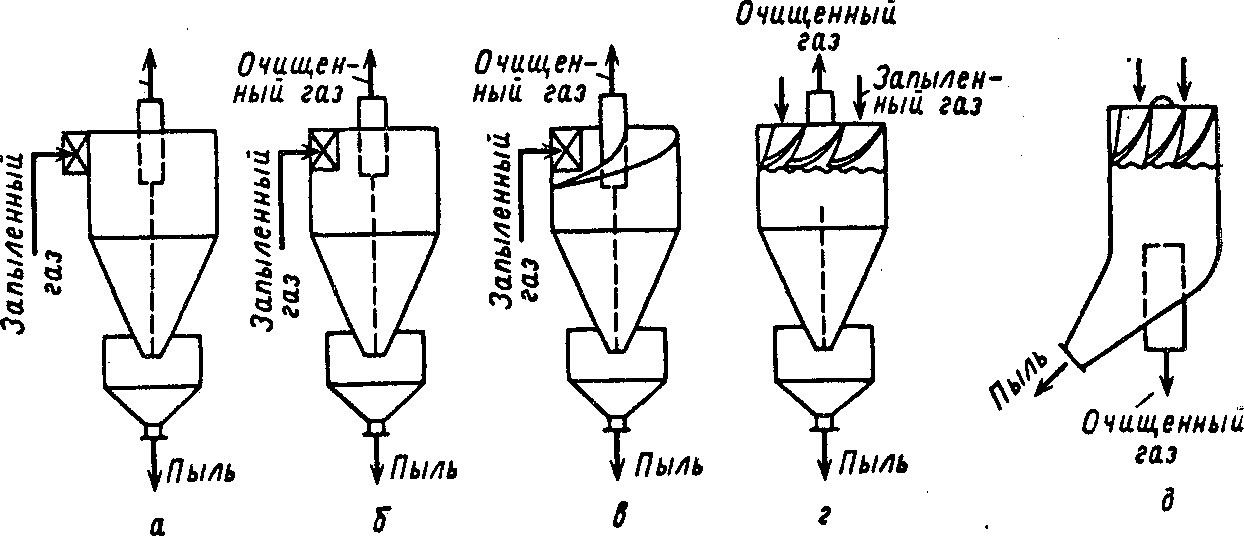 Запыленный
газ
Пыль
а
Очищен-
ный газ
Запыленный
газ
Пыль
б
Очищен-
ный газ
Запыленный
газ
Пыль
в
Очищенный
газ
Запылен-
ный газ
Пыль
г
Пыль
Очищенный
газ
д